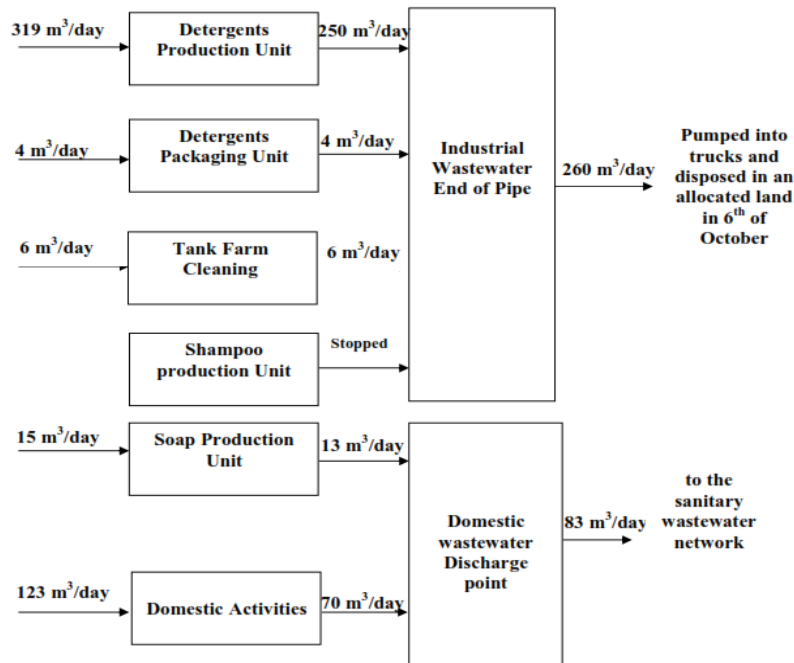 319 m³/day
Detergents
Production Unit
250 m³/day
4 m³/day
Detergents
Packaging Unit
4 m³/day
Industrial
Wastewater
End of Pipe
260 m³/day
Pumped into
trucks and
disposed in an
allocated land
in 6th of
October
6 m³/day
Tank Farm
Cleaning
6 m³/day
Shampoo
production Unit
Stopped
15 m³/day
Soap Production
Unit
13 m³/day
Domestic
wastewater
Discharge
point
83 m³/day
to the
sanitary
wastewater
network
123 m³/day
Domestic Activities
70 m³/day